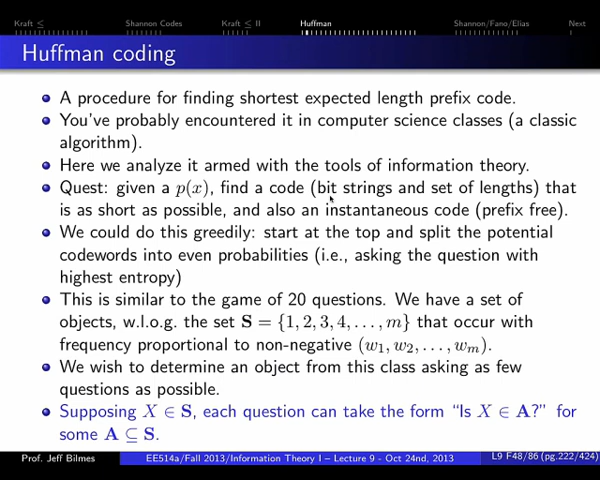 Kraft ≤ Shannon Codes Kraft ≤ II Huffman Shannon/Fano/Elias Next
Huffman coding
A procedure for finding shortest expected length prefix code.
You've probably encountered it in computer science classes (a classic
algorithm).
Here we analyze it armed with the tools of information theory.
Quest: given a p(x), find a code (bit strings and set of lengths) that
is as short as possible, and also an instantaneous code (prefix free).
We could do this greedily: start at the top and split the potential
codewords into even probabilities (i.e., asking the question with
highest entropy)
This is similar to the game of 20 questions. We have a set of
objects, w.l.o.g. the set S = {1, 2, 3, 4, . . . , m} that occur with
frequency proportional to non-negative (w₁, w₂, . . . , wₘ).
We wish to determine an object from this class asking as few
questions as possible.
Supposing X ∈ S, each question can take the form "Is X ∈ A?" for
some A ⊆ S.
Prof. Jeff Bilmes EE514a/Fall 2013/Information Theory I – Lecture 9 - Oct 24nd, 2013 L9 F48/86 (pg.222/424)